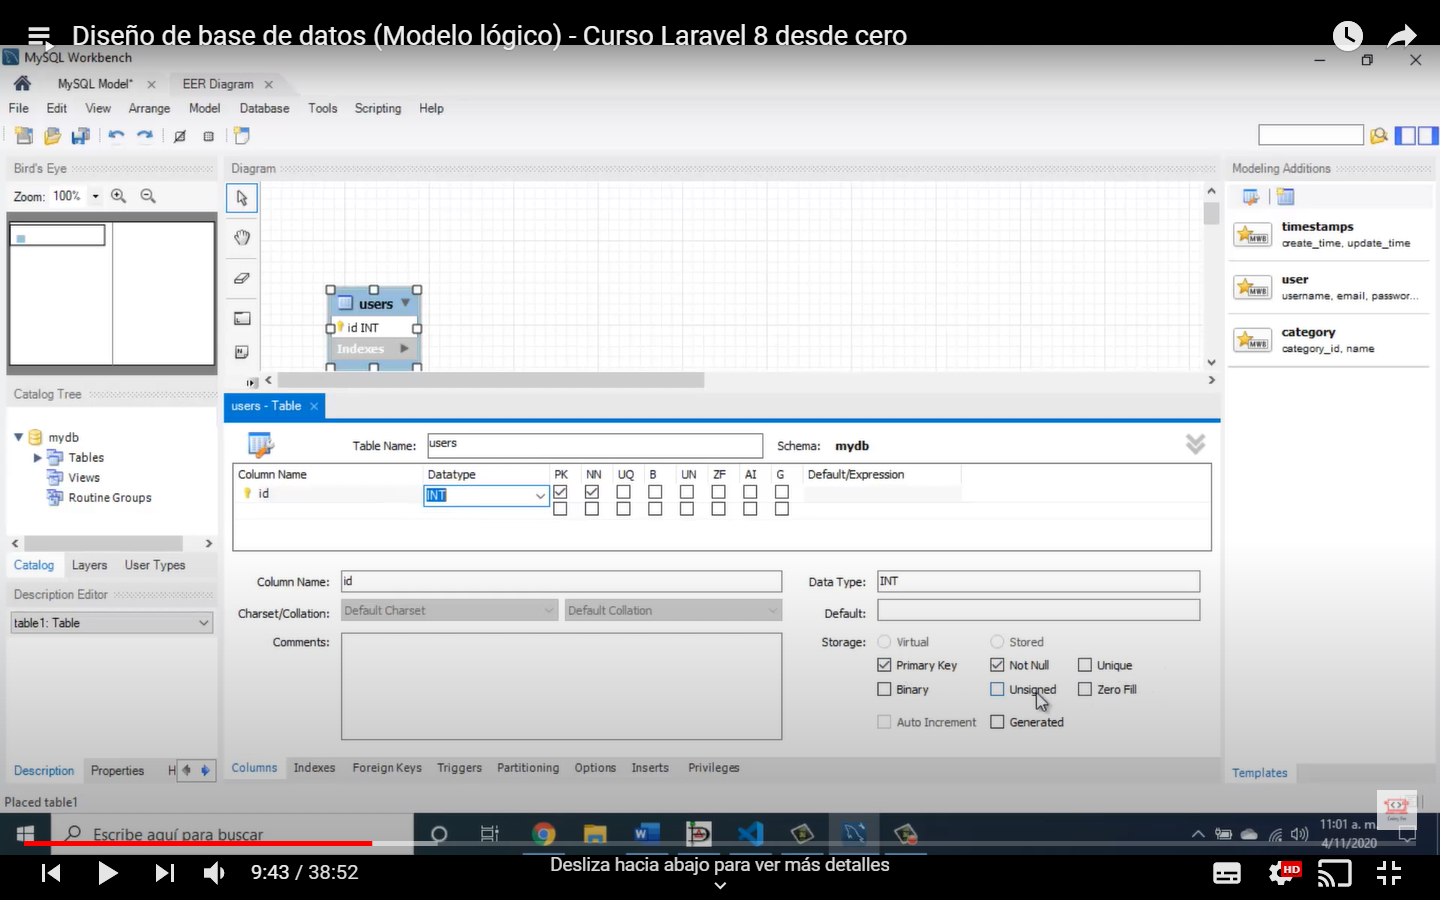 Diseño de base de datos (Modelo lógico) - Curso Laravel 8 desde cero
MySQL Workbench
MySQL Model* EER Diagram
File Edit View Arrange Model Database Tools Scripting Help
Bird's Eye
Zoom: 100%
Diagram
Modeling Additions
timestamps
create_time, update_time
user
username, email, passwor...
category
category_id, name
users
id INT
Indexes
Catalog Tree
mydb
Tables
Views
Routine Groups
Catalog Layers User Types
Description Editor
table1: Table
Description Properties H
users - Table
Table Name: users Schema: mydb
Column Name Datatype PK NN UQ B UN ZF AI G Default/Expression
id INT
Column Name: id Data Type: INT
Charset/Collation: Default Charset Default Collation Default:
Comments: Storage: Virtual Stored
Primary Key Not Null Unique
Binary Unsigned Zero Fill
Auto Increment Generated
Columns Indexes Foreign Keys Triggers Partitioning Options Inserts Privileges
Templates
Placed table1
Escribe aquí para buscar
11:01 a. m.
4/11/2020
9:43 / 38:52
Desliza hacia abajo para ver más detalles
HD